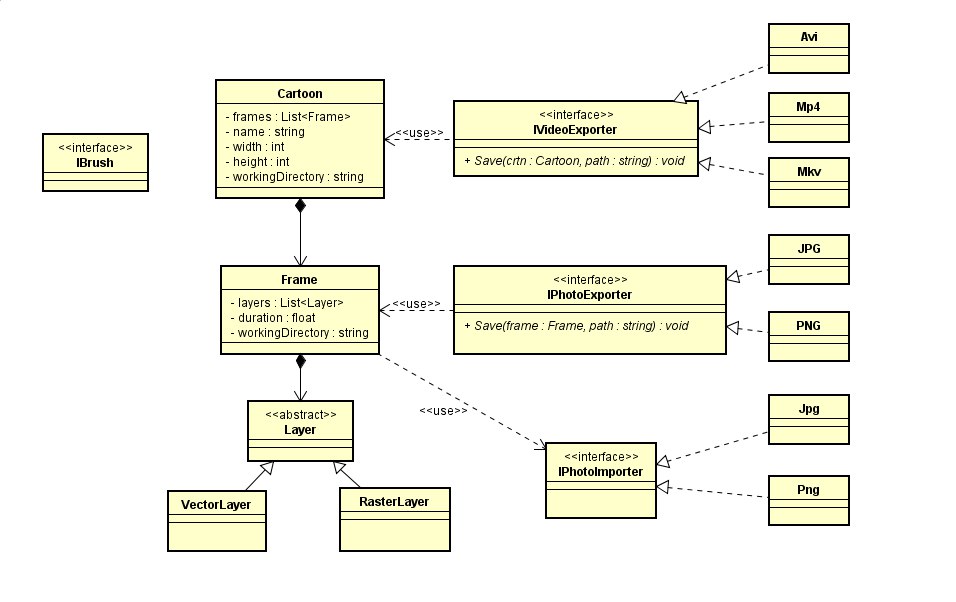 Avi
Cartoon
- frames : List<Frame>
- name : string
- width : int
- height : int
- workingDirectory : string
<<use>>
<<interface>>
IVideoExporter
+ Save(crtn : Cartoon, path : string) : void
Mp4
Mkv
<<interface>>
IBrush
JPG
Frame
- layers : List<Layer>
- duration : float
- workingDirectory : string
<<use>>
<<interface>>
IPhotoExporter
+ Save(frame : Frame, path : string) : void
PNG
<<abstract>>
Layer
<<use>>
Jpg
<<interface>>
IPhotoImporter
Png
VectorLayer
RasterLayer